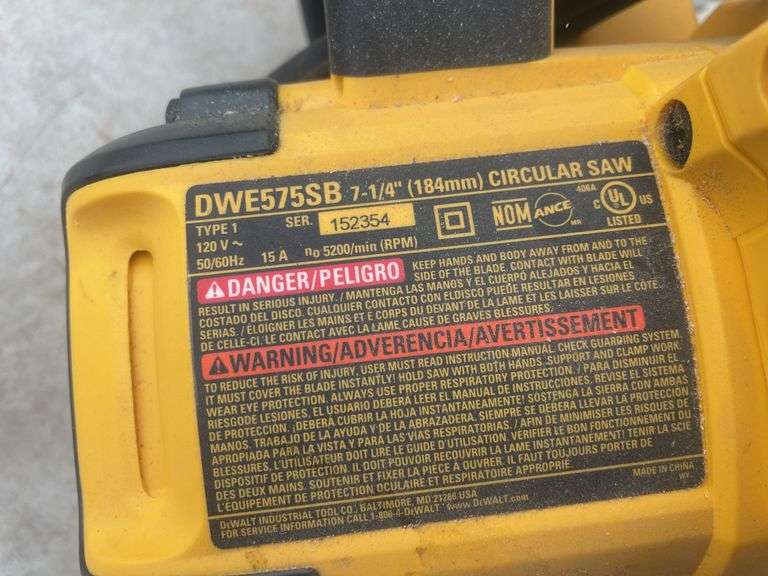 DWE575SB 7-1/4" (184mm) CIRCULAR SAW
TYPE 1 SER. 152354 NOM ANCE MR 406A C UL US LISTED
120 V ~
50/60Hz 15 A n0 5200/min (RPM)
DANGER/PELIGRO KEEP HANDS AND BODY AWAY FROM AND TO THE
SIDE OF THE BLADE. CONTACT WITH BLADE WILL
RESULT IN SERIOUS INJURY. / MANTENGA LAS MANOS Y EL CUERPO ALEJADOS Y HACIA EL
COSTADO DEL DISCO. CUALQUIER CONTACTO CON EL DISCO PUEDE RESULTAR EN LESIONES
SERIAS. / ÉLOIGNER LES MAINS ET E CORPS DU DEVANT DE LA LAME ET LES LAISSER SUR LE CÔTÉ
DE CELLE-CI. LE CONTACT AVEC LA LAME CAUSE DE GRAVES BLESSURES.
WARNING/ADVERENCIA/AVERTISSEMENT
TO REDUCE THE RISK OF INJURY, USER MUST READ INSTRUCTION MANUAL. CHECK GUARDING SYSTEM.
IT MUST COVER THE BLADE INSTANTLY! HOLD SAW WITH BOTH HANDS. SUPPORT AND CLAMP WORK.
WEAR EYE PROTECTION. ALWAYS USE PROPER RESPIRATORY PROTECTION. / PARA DISMINUIR EL
RIESGODE LESIONES. EL USUARIO DEBERÁ LEER EL MANUAL DE INSTRUCCIONES. REVISE EL SISTEMA
DE PROTECCIÓN. ¡DEBERA CUBRIR LA HOJA INSTANTANEAMENTE! SOSTENGA LA SIERRA CON AMBAS
MANOS. TRABAJO DE LA AYUDA Y DE LA ABRAZADERA. SIEMPRE SE DEBERA LLEVAR LA PROTECCIÓN
APROPIADA PARA LA VISTA Y PARA LAS VIAS RESPIRATORIAS. / AFIN DE MINIMISER LES RISQUES DE
BLESSURES. L'UTILISATEUR DOIT LIRE LE GUIDE D'UTILISATION. VÉRIFIER LE BON FONCTIONNEMENT DU
DISPOSITIF DE PROTECTION. IL DOIT POUVOIR RECOUVRIR LA LAME INSTANTANEMENT! TENIR LA SCIE
DES DEUX MAINS. SOUTENIR ET FIXER LA PIÈCE À OUVRER. IL FAUT TOUJOURS PORTER DE
L'ÉQUIPEMENT DE PROTECTION OCULAIRE ET RESPIRATOIRE APPROPRIÉ.
DEWALT INDUSTRIAL TOOL CO., BALTIMORE, MD 21286 USA
FOR SERVICE INFORMATION CALL 1-800-4-DEWALT www.DEWALT.com
MADE IN CHINA
WY